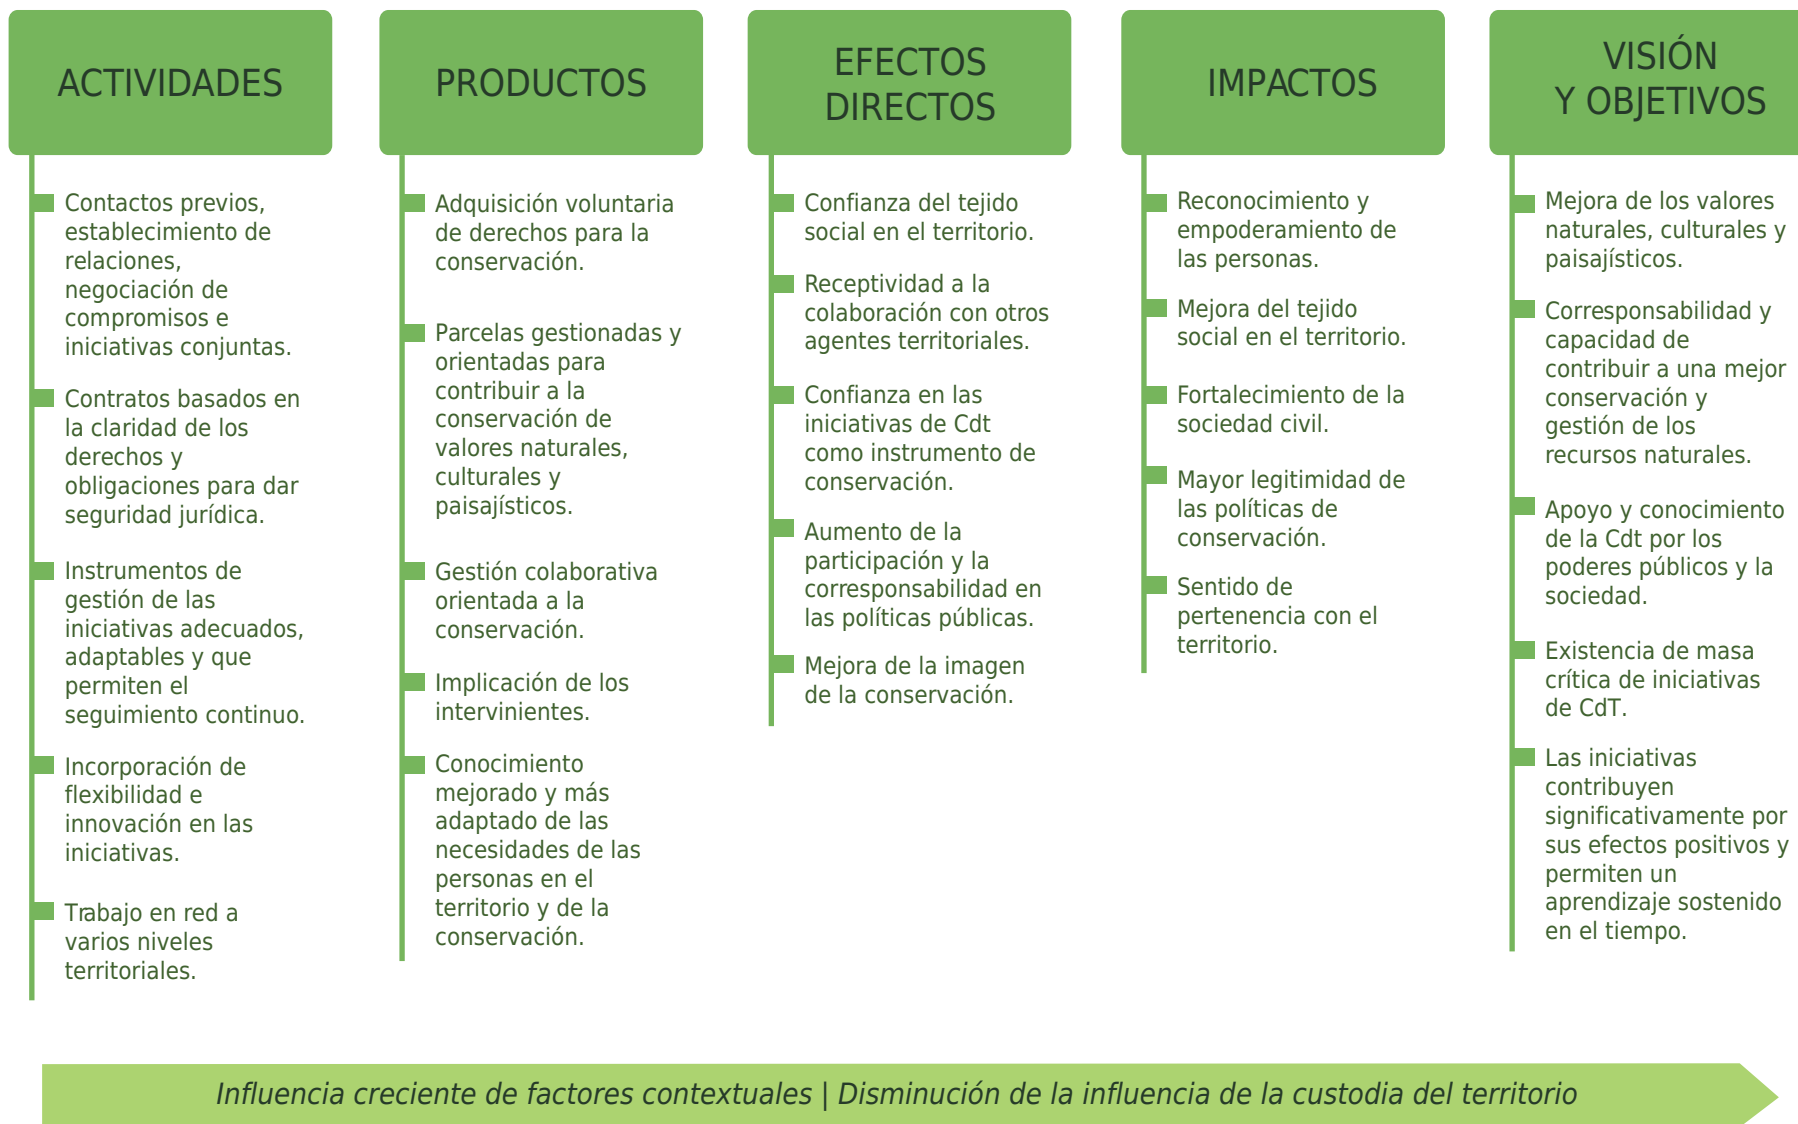 ACTIVIDADES
Contactos previos,
establecimiento de
relaciones,
negociación de
compromisos e
iniciativas conjuntas.
Contratos basados en
la claridad de los
derechos y
obligaciones para dar
seguridad jurídica.
Instrumentos de
gestión de las
iniciativas adecuados,
adaptables y que
permiten el
seguimiento continuo.
Incorporación de
flexibilidad e
innovación en las
iniciativas.
Trabajo en red a
varios niveles
territoriales.
PRODUCTOS
Adquisición voluntaria
de derechos para la
conservación.
Parcelas gestionadas y
orientadas para
contribuir a la
conservación de
valores naturales,
culturales y
paisajísticos.
Gestión colaborativa
orientada a la
conservación.
Implicación de los
intervinientes.
Conocimiento
mejorado y más
adaptado de las
necesidades de las
personas en el
territorio y de la
conservación.
EFECTOS
DIRECTOS
Confianza del tejido
social en el territorio.
Receptividad a la
colaboración con otros
agentes territoriales.
Confianza en las
iniciativas de Cdt
como instrumento de
conservación.
Aumento de la
participación y la
corresponsabilidad en
las políticas públicas.
Mejora de la imagen
de la conservación.
IMPACTOS
Reconocimiento y
empoderamiento de
las personas.
Mejora del tejido
social en el territorio.
Fortalecimiento de la
sociedad civil.
Mayor legitimidad de
las políticas de
conservación.
Sentido de
pertenencia con el
territorio.
VISIÓN
Y OBJETIVOS
Mejora de los valores
naturales, culturales y
paisajísticos.
Corresponsabilidad y
capacidad de
contribuir a una mejor
conservación y
gestión de los
recursos naturales.
Apoyo y conocimiento
de la Cdt por los
poderes públicos y la
sociedad.
Existencia de masa
crítica de iniciativas
de CdT.
Las iniciativas
contribuyen
significativamente por
sus efectos positivos y
permiten un
aprendizaje sostenido
en el tiempo.
Influencia creciente de factores contextuales | Disminución de la influencia de la custodia del territorio